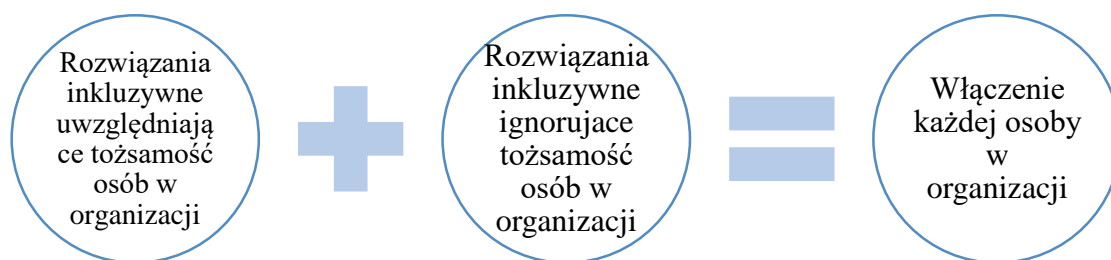 Rozwiązania
inkluzywne
uwzględniają
ce tożsamość
osób w
organizacji
Rozwiązania
inkluzywne
ignorujace
tożsamość
osób w
organizacji
Włączenie
każdej osoby
w
organizacji